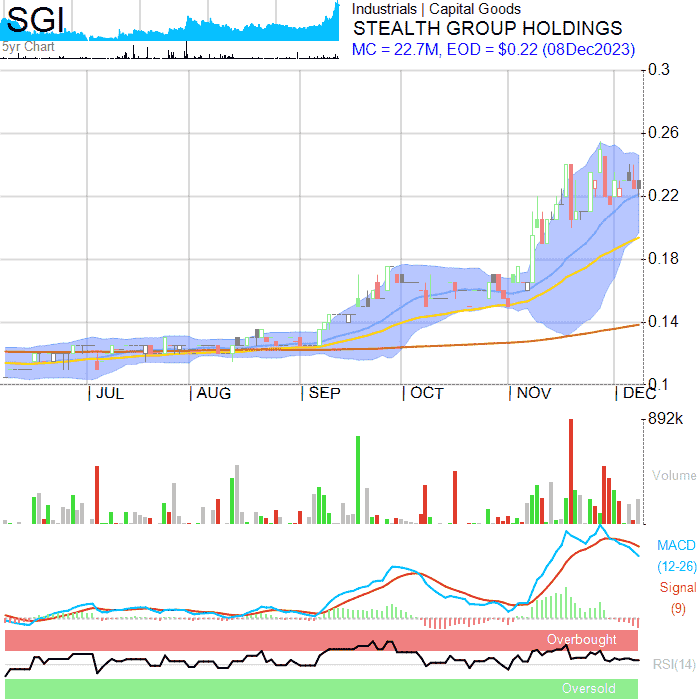 SGI
5yr Chart
Industrials | Capital Goods
STEALTH GROUP HOLDINGS
MC = 22.7M, EOD = $0.22 (08Dec2023)
0.3
0.26
0.22
0.18
0.14
0.1
JUL AUG SEP OCT NOV DEC
892k
Volume
MACD
(12-26)
Signal
(9)
Overbought
RSI(14)
Oversold